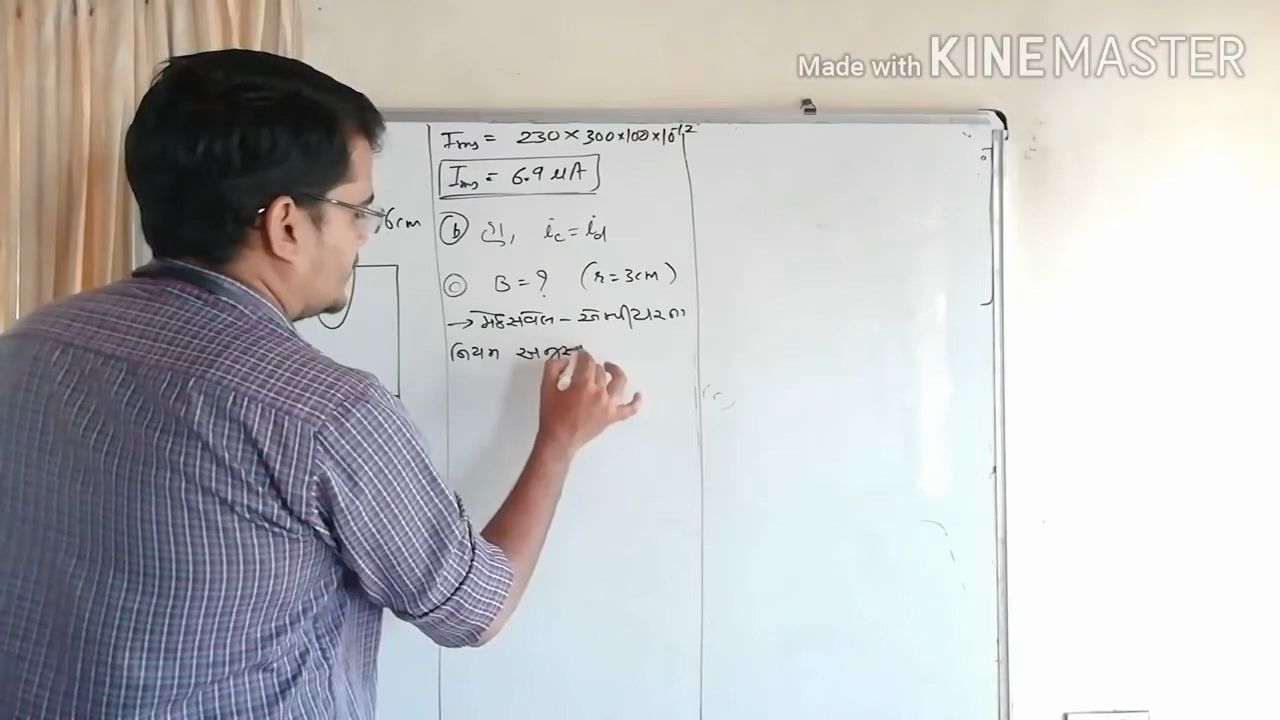 Made with KINEMASTER
6cm
Irms = 230 × 300×100×10⁻¹²
Irms = 6.9 μA
(b) હા, ic = id
(c) B = ? (r = 3cm)
→ મેક્સવેલ - એમ્પીયરના
નિયમ